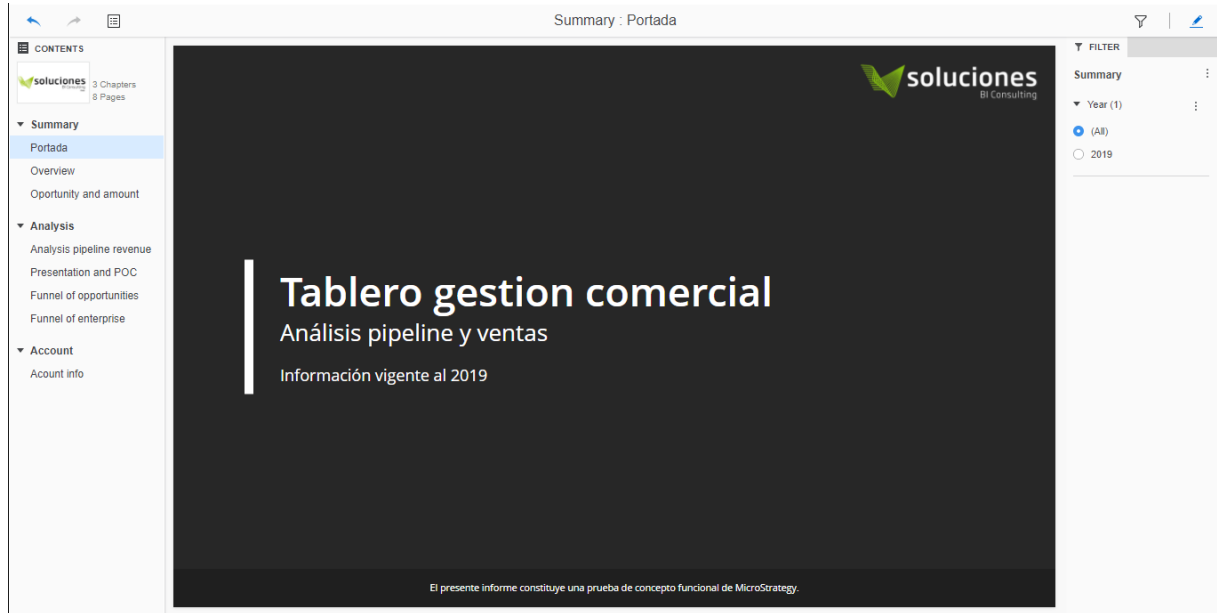 Summary : Portada
CONTENTS
soluciones
3 Chapters
8 Pages
Summary
Portada
Overview
Oportunity and amount
Analysis
Analysis pipeline revenue
Presentation and POC
Funnel of opportunities
Funnel of enterprise
Account
Acount info
soluciones
BI Consulting
Tablero gestion comercial
Análisis pipeline y ventas
Información vigente al 2019
El presente informe constituye una prueba de concepto funcional de MicroStrategy.
FILTER
Summary
Year (1)
(All)
2019